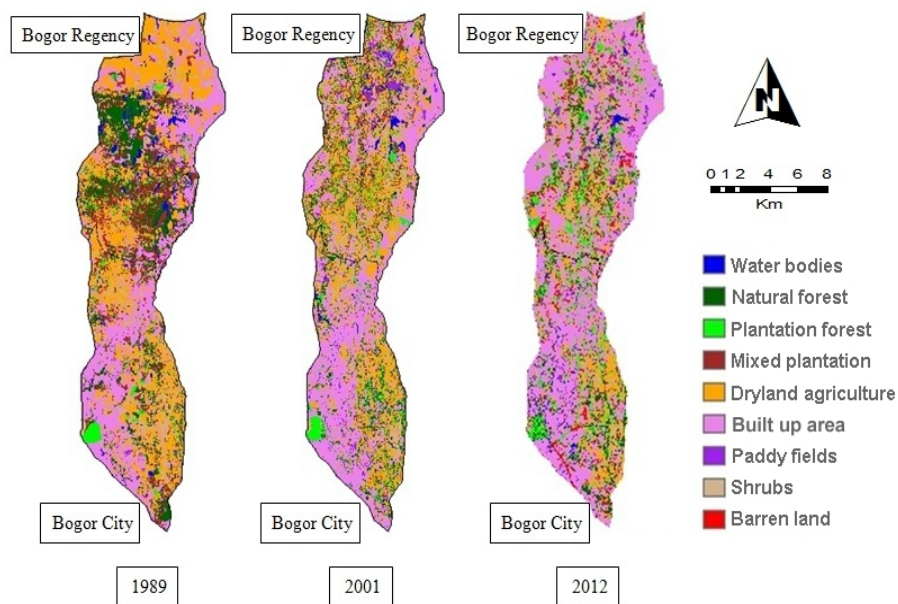 Bogor Regency
Bogor Regency
Bogor Regency
N
0 1 2 4 6 8
Km
Water bodies
Natural forest
Plantation forest
Mixed plantation
Dryland agriculture
Built up area
Paddy fields
Shrubs
Barren land
Bogor City
Bogor City
Bogor City
1989
2001
2012